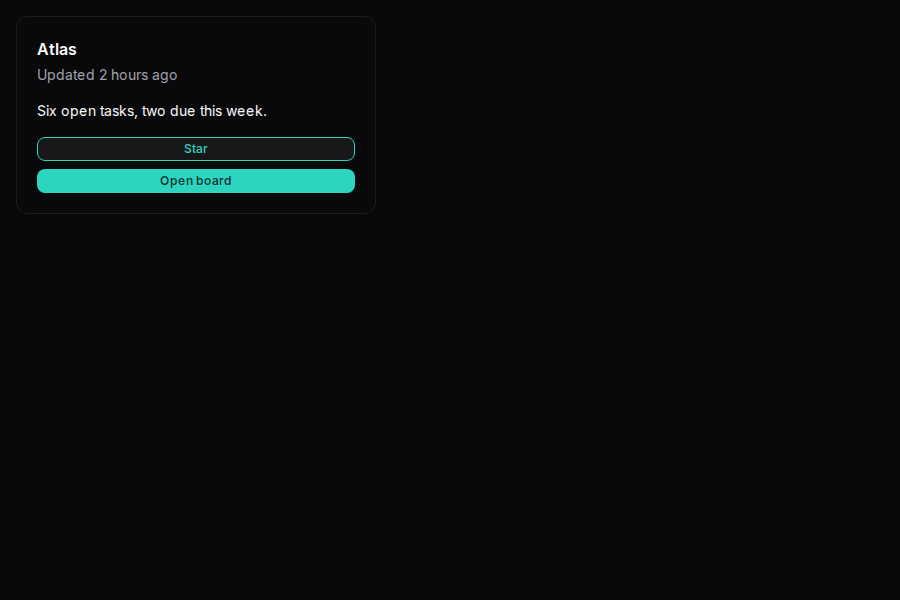 Atlas
Updated 2 hours ago
Six open tasks, two due this week.
Star
Open board